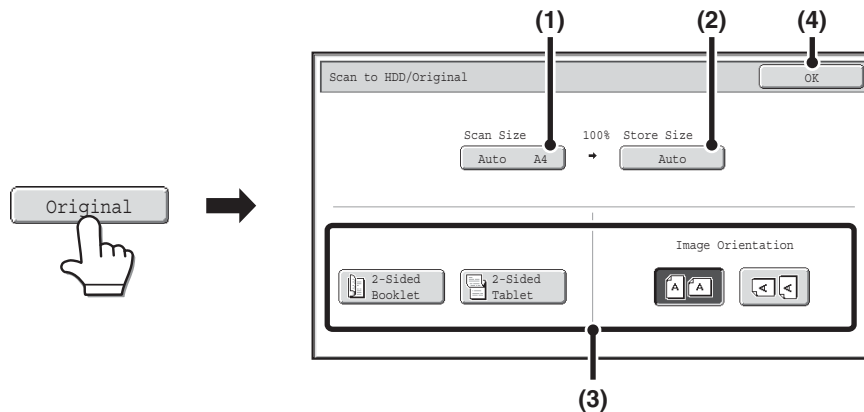 (1)
(2)
(4)
Scan to HDD/Original
OK
Scan Size
100%
Store Size
Auto A4
Auto
Original
Image Orientation
2-Sided
Booklet
2-Sided
Tablet
A
A
A
A
(3)